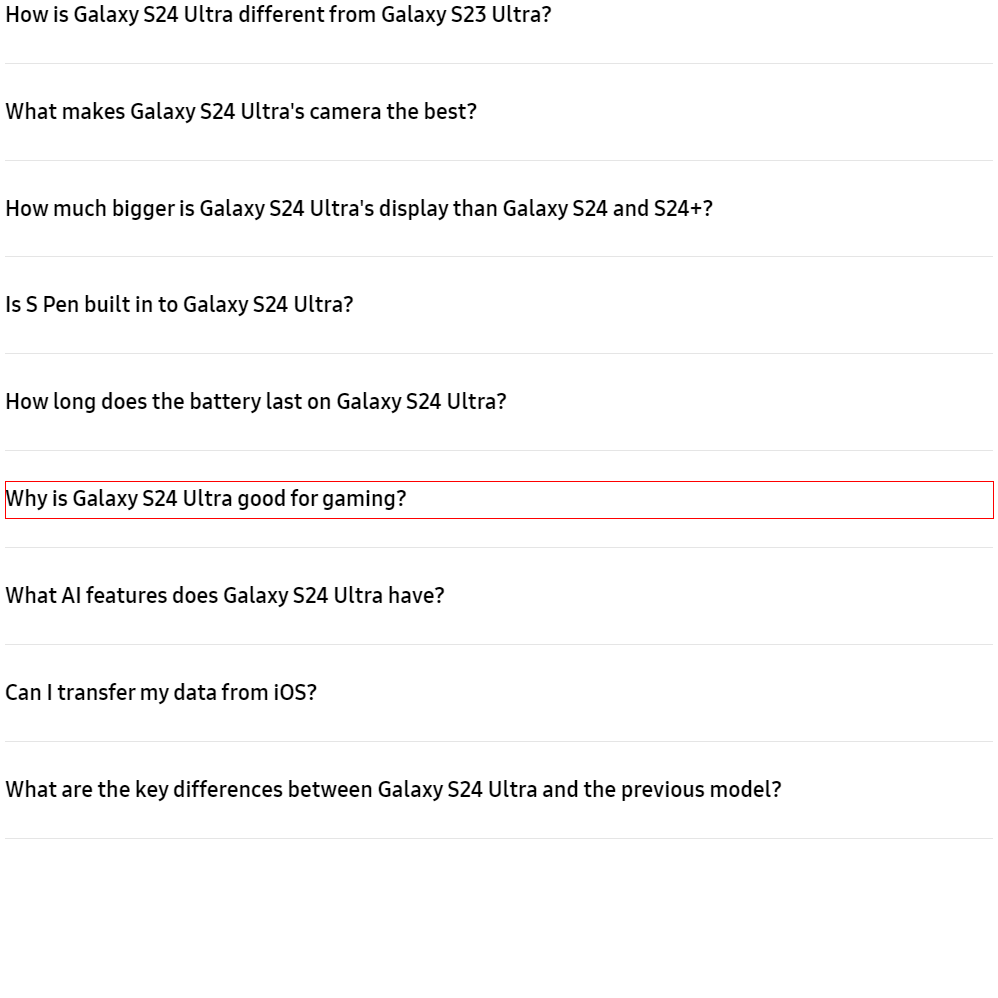 How is Galaxy S24 Ultra different from Galaxy S23 Ultra?
What makes Galaxy S24 Ultra's camera the best?
How much bigger is Galaxy S24 Ultra's display than Galaxy S24 and S24+?
Is S Pen built in to Galaxy S24 Ultra?
How long does the battery last on Galaxy S24 Ultra?
Why is Galaxy S24 Ultra good for gaming?
What AI features does Galaxy S24 Ultra have?
Can I transfer my data from iOS?
What are the key differences between Galaxy S24 Ultra and the previous model?